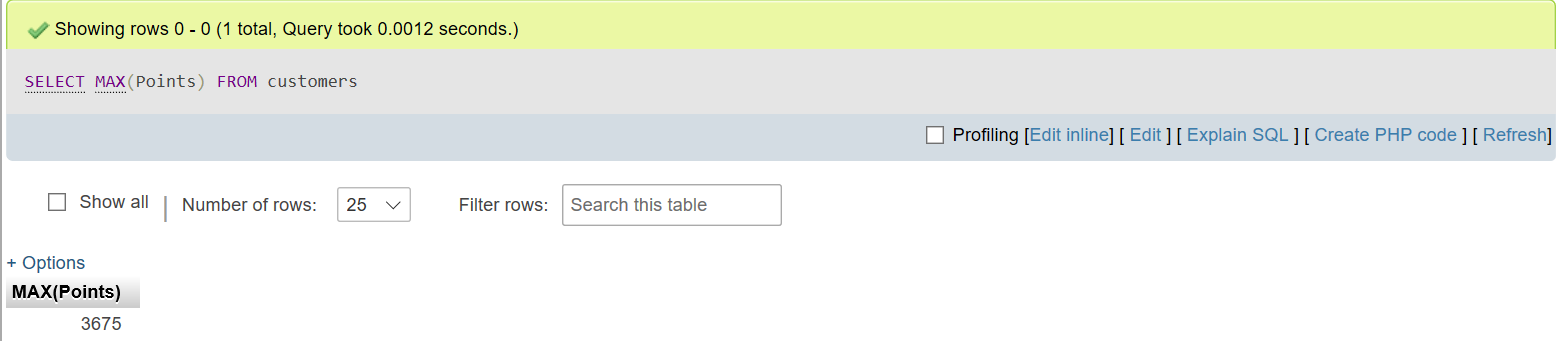 Showing rows 0 - 0 (1 total, Query took 0.0012 seconds.)
SELECT MAX(Points) FROM customers
Profiling [Edit inline] [ Edit ] [ Explain SQL ] [ Create PHP code ] [ Refresh]
Show all | Number of rows: 25 Filter rows: Search this table
+ Options
MAX(Points)
3675